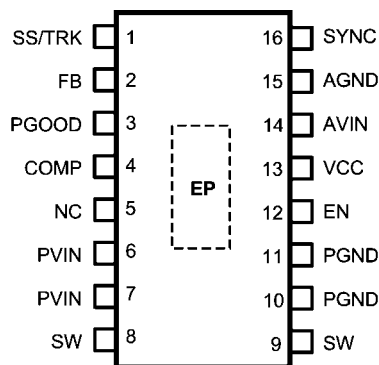 SS/TRK 1 16 SYNC
FB 2 15 AGND
PGOOD 3 14 AVIN
COMP 4 13 VCC
EP
NC 5 12 EN
PVIN 6 11 PGND
PVIN 7 10 PGND
SW 8 9 SW